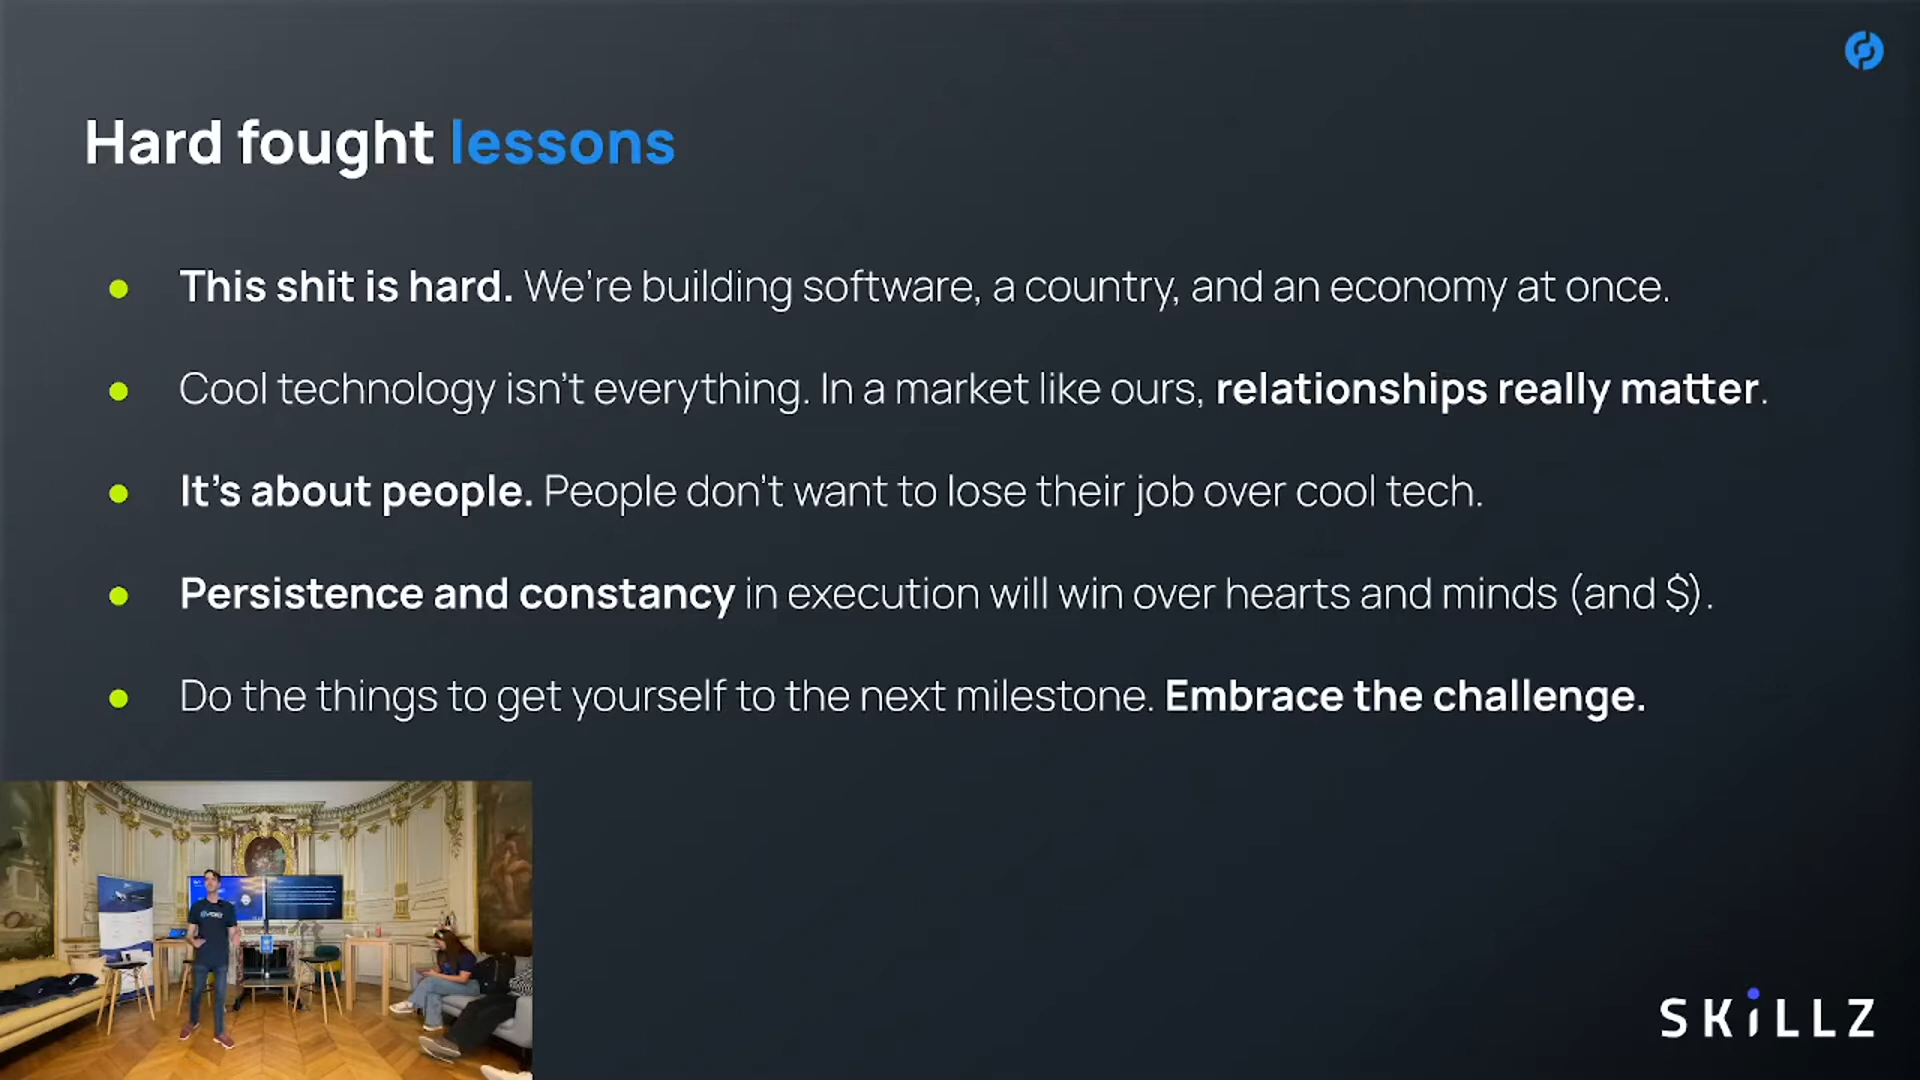 Hard fought lessons
This shit is hard. We're building software, a country, and an economy at once.
Cool technology isn't everything. In a market like ours, relationships really matter.
It's about people. People don't want to lose their job over cool tech.
Persistence and constancy in execution will win over hearts and minds (and $).
Do the things to get yourself to the next milestone. Embrace the challenge.
SKiLLZ